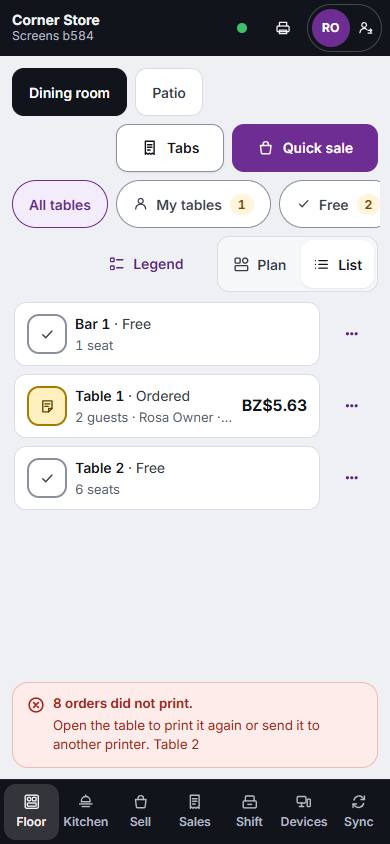 Corner Store
Screens b584
RO
Dining room
Patio
Tabs
Quick sale
All tables
My tables 1
Free 2
Legend
Plan
List
Bar 1 · Free
1 seat
Table 1 · Ordered
2 guests · Rosa Owner ·...
BZ$5.63
Table 2 · Free
6 seats
8 orders did not print.
Open the table to print it again or send it to
another printer. Table 2
Floor
Kitchen
Sell
Sales
Shift
Devices
Sync